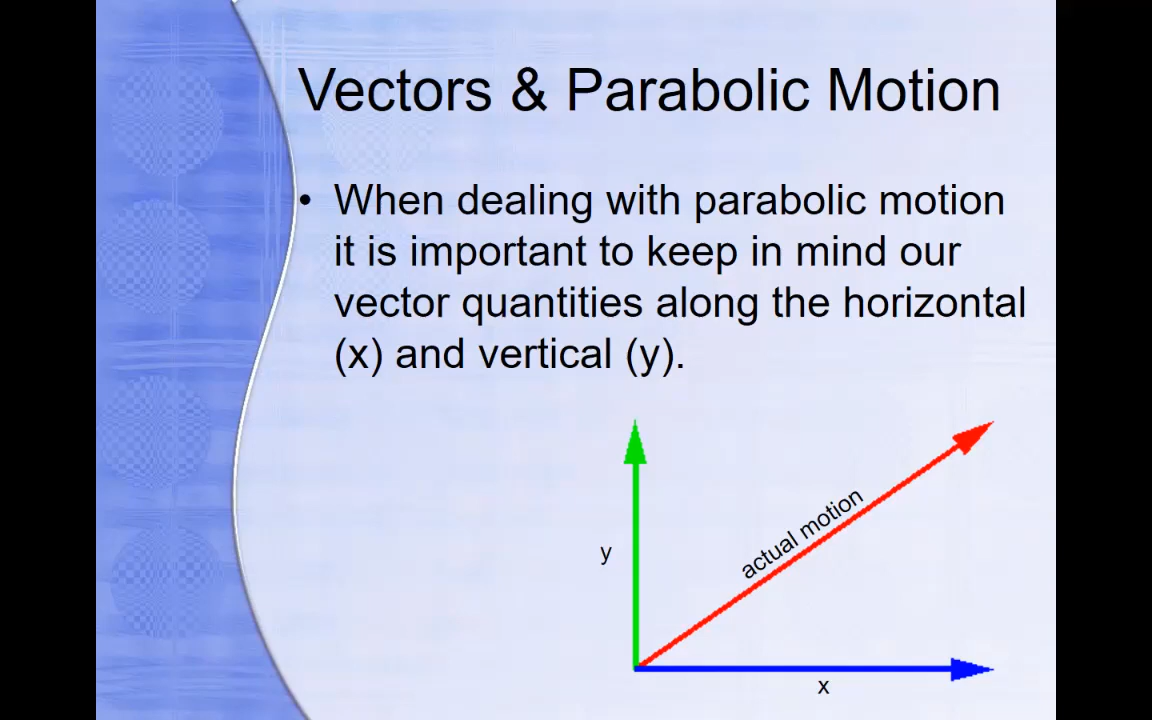 Vectors & Parabolic Motion
• When dealing with parabolic motion
it is important to keep in mind our
vector quantities along the horizontal
(x) and vertical (y).
actual motion
y
x